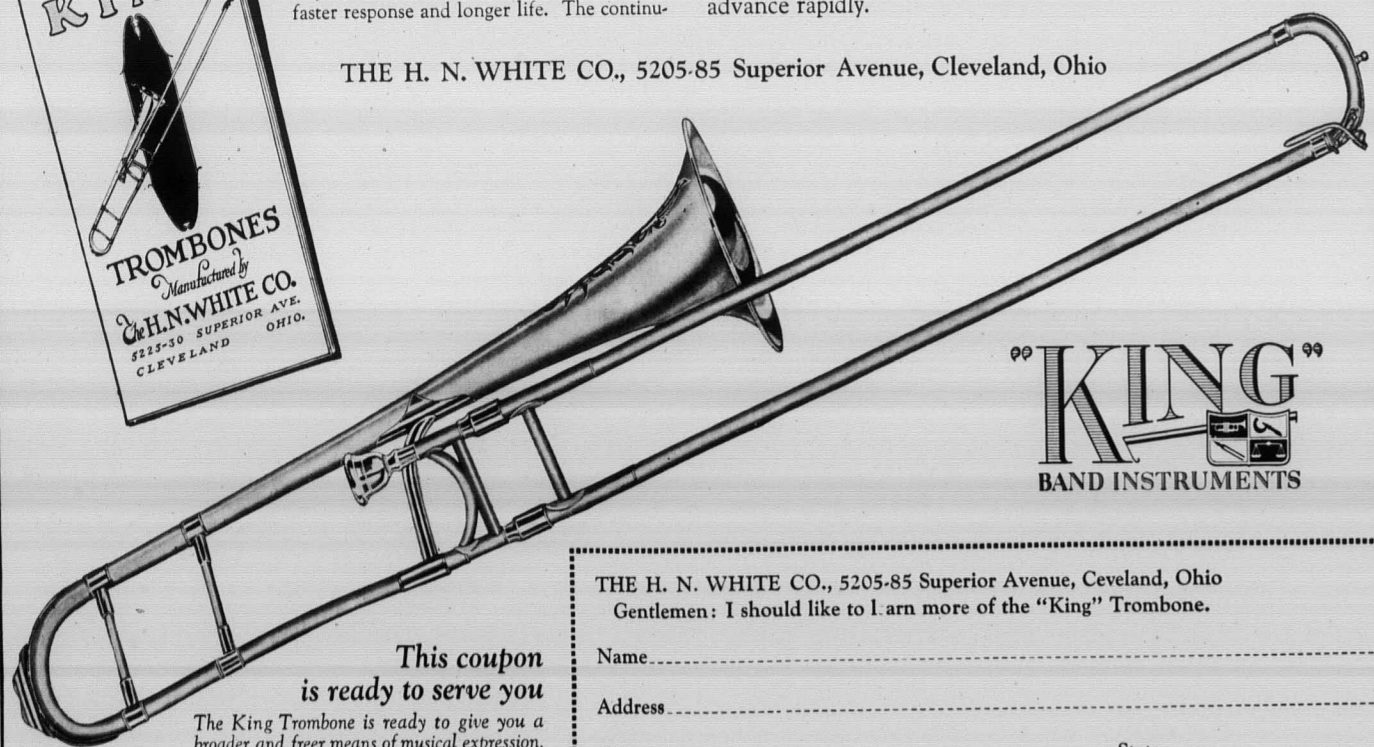 faster response and longer life. The continu-
advance rapidly.
THE H. N. WHITE CO., 5205-85 Superior Avenue, Cleveland, Ohio
TROMBONES
Manufactured by
The H.N.WHITE CO.
5225-30 SUPERIOR AVE.
CLEVELAND OHIO.
"KING"
BAND INSTRUMENTS
This coupon
is ready to serve you
The King Trombone is ready to give you a
broader and freer means of musical expression.
THE H. N. WHITE CO., 5205-85 Superior Avenue, Ceveland, Ohio
Gentlemen: I should like to l arn more of the "King" Trombone.
Name
Address